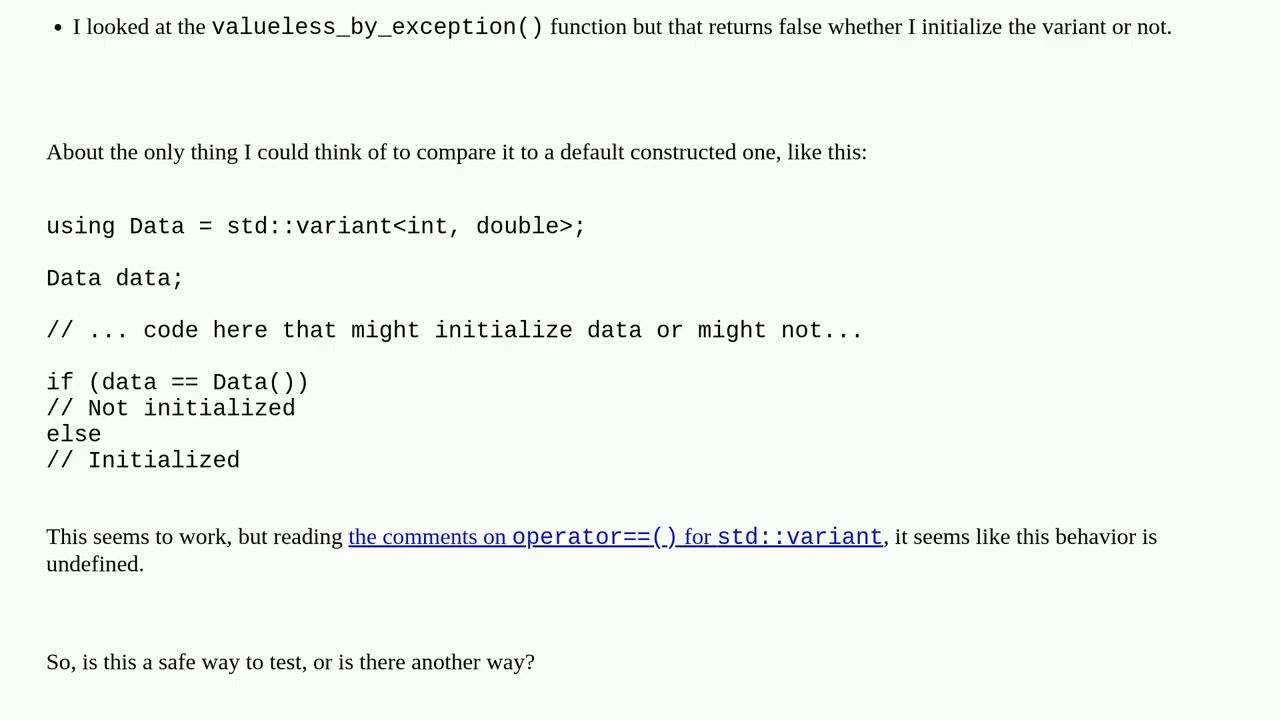 • I looked at the valueless_by_exception() function but that returns false whether I initialize the variant or not.
About the only thing I could think of to compare it to a default constructed one, like this:
using Data = std::variant<int, double>;
Data data;
// ... code here that might initialize data or might not...
if (data == Data())
// Not initialized
else
// Initialized
This seems to work, but reading the comments on operator==() for std::variant, it seems like this behavior is
undefined.
So, is this a safe way to test, or is there another way?